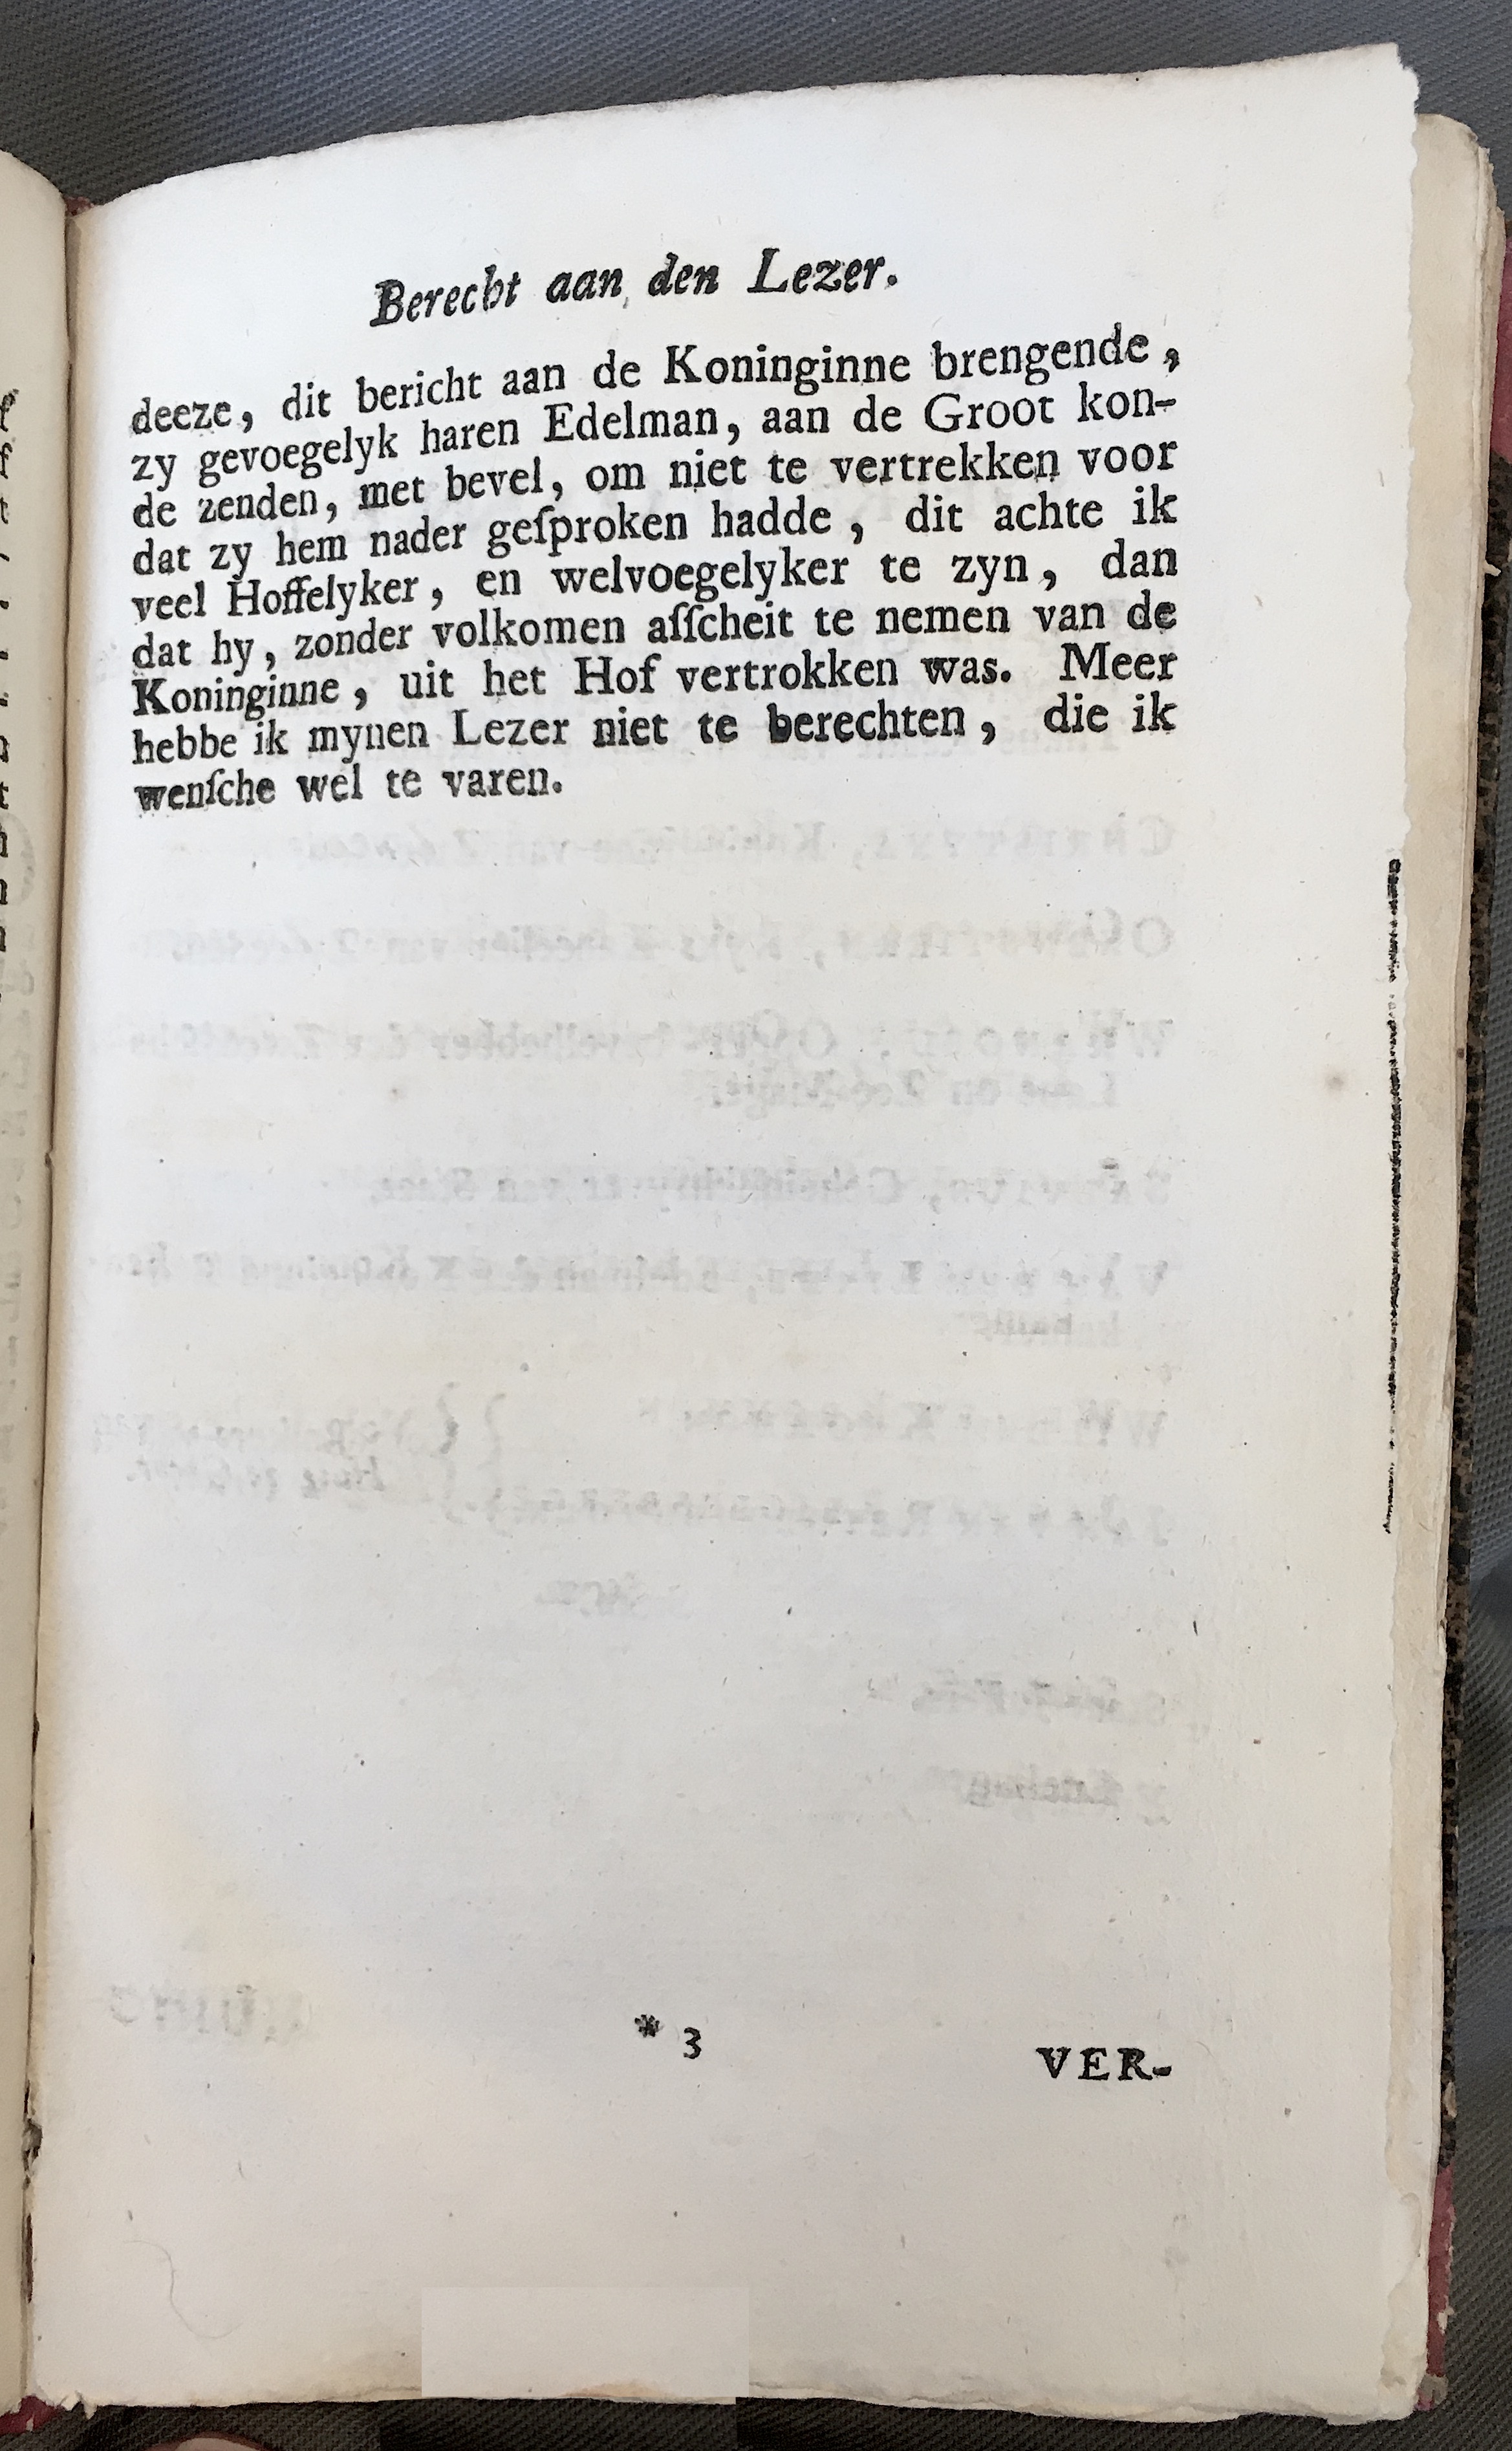 Berecht aan den Lezer.
deeze, dit bericht aan de Koninginne brengende,
zy gevoegelyk haren Edelman, aan de Groot kon-
de zenden, met bevel, om niet te vertrekken voor
dat zy hem nader geſproken hadde, dit achte ik
veel Hoffelyker, en welvoegelyker te zyn, dan
dat hy, zonder volkomen aſſcheit te nemen van de
Koninginne, uit het Hof vertrokken was. Meer
hebbe ik mynen Lezer niet te berechten, die ik
wenſche wel te varen.
* 3
VER-